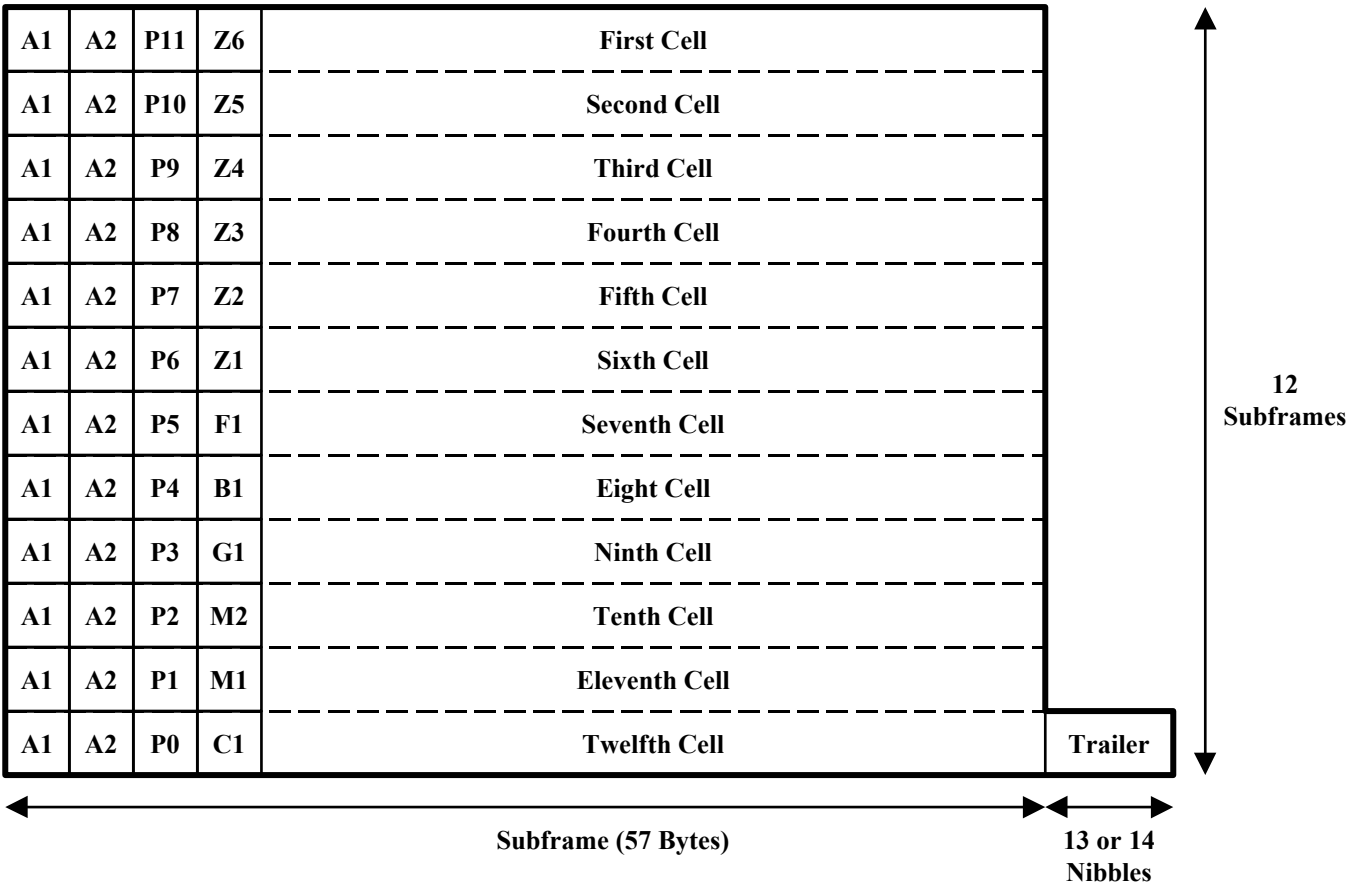 A1 A2 P11 Z6 First Cell
A1 A2 P10 Z5 Second Cell
A1 A2 P9 Z4 Third Cell
A1 A2 P8 Z3 Fourth Cell
A1 A2 P7 Z2 Fifth Cell
A1 A2 P6 Z1 Sixth Cell
A1 A2 P5 F1 Seventh Cell
A1 A2 P4 B1 Eight Cell
A1 A2 P3 G1 Ninth Cell
A1 A2 P2 M2 Tenth Cell
A1 A2 P1 M1 Eleventh Cell
A1 A2 P0 C1 Twelfth Cell Trailer
12
Subframes
Subframe (57 Bytes)
13 or 14
Nibbles